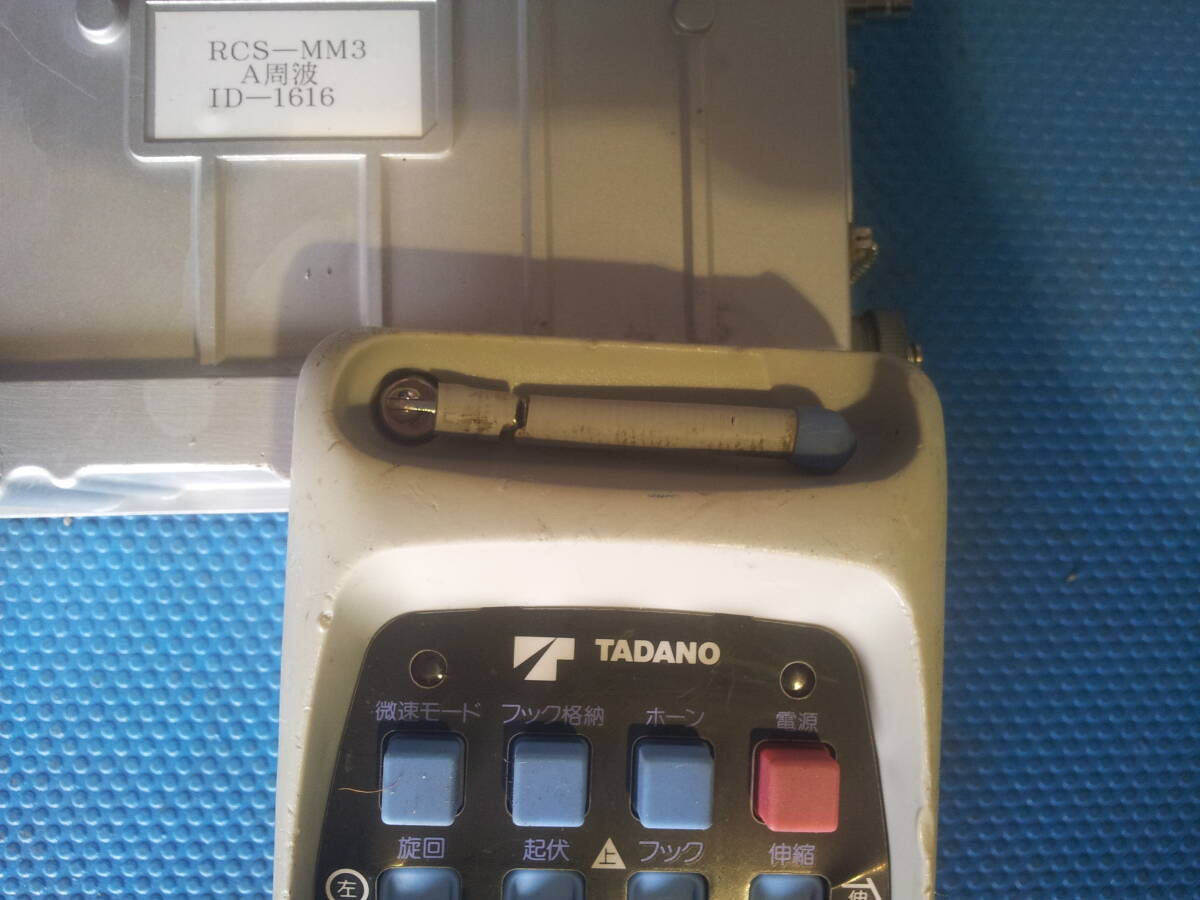 RCS-MM3
A周波
ID-1616
TADANO
微速モード フック格納 ホーン 電源
旋回 起伏 上 フック 伸縮
左 伸